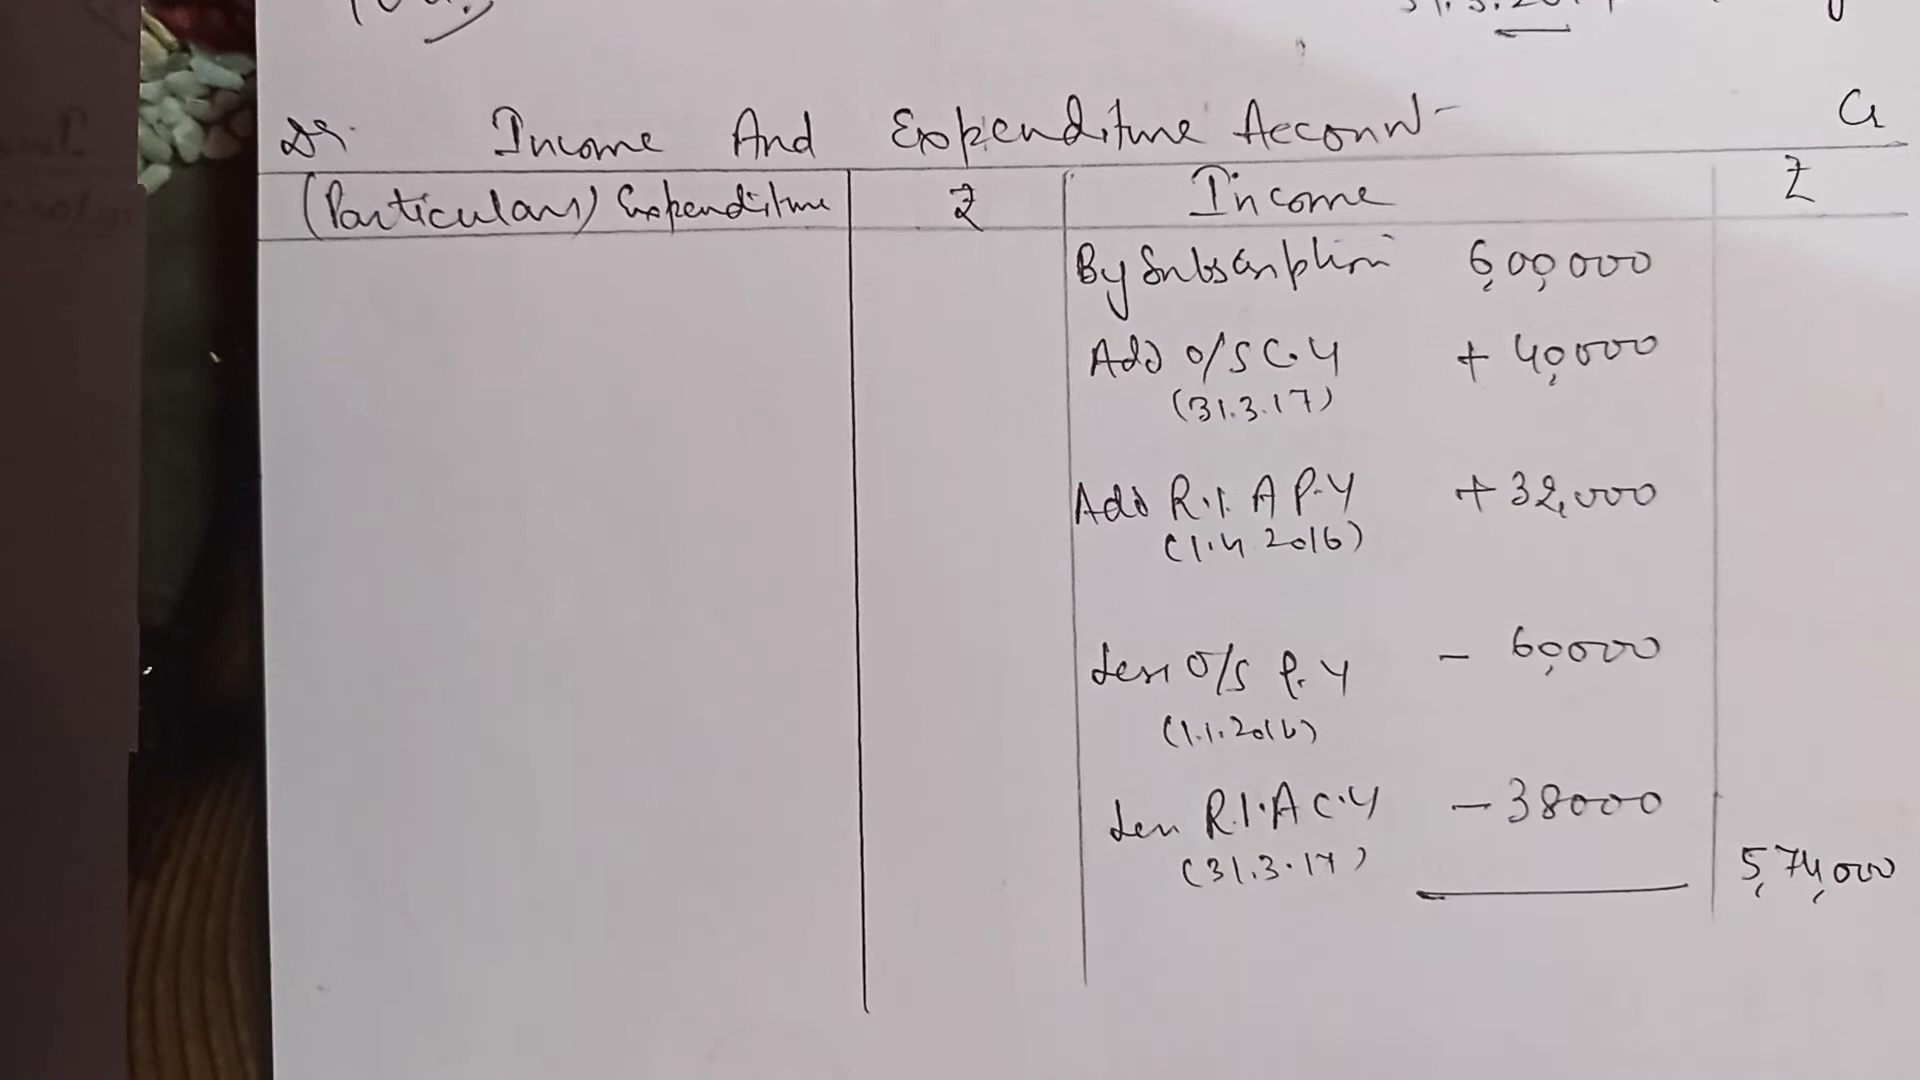 Dr. Income And Expenditure Account Cr
(Particulars) Expenditure ₹ Income ₹
By Subscription 6,00,000
Add O/S C.Y + 40,000
(31.3.17)
Add R.I. A P.Y + 32,000
(1.4 2016)
Less O/S P.Y - 60,000
(1.1.2016)
Less R.I.A C.Y - 38000
(31.3.17)
5,74,000